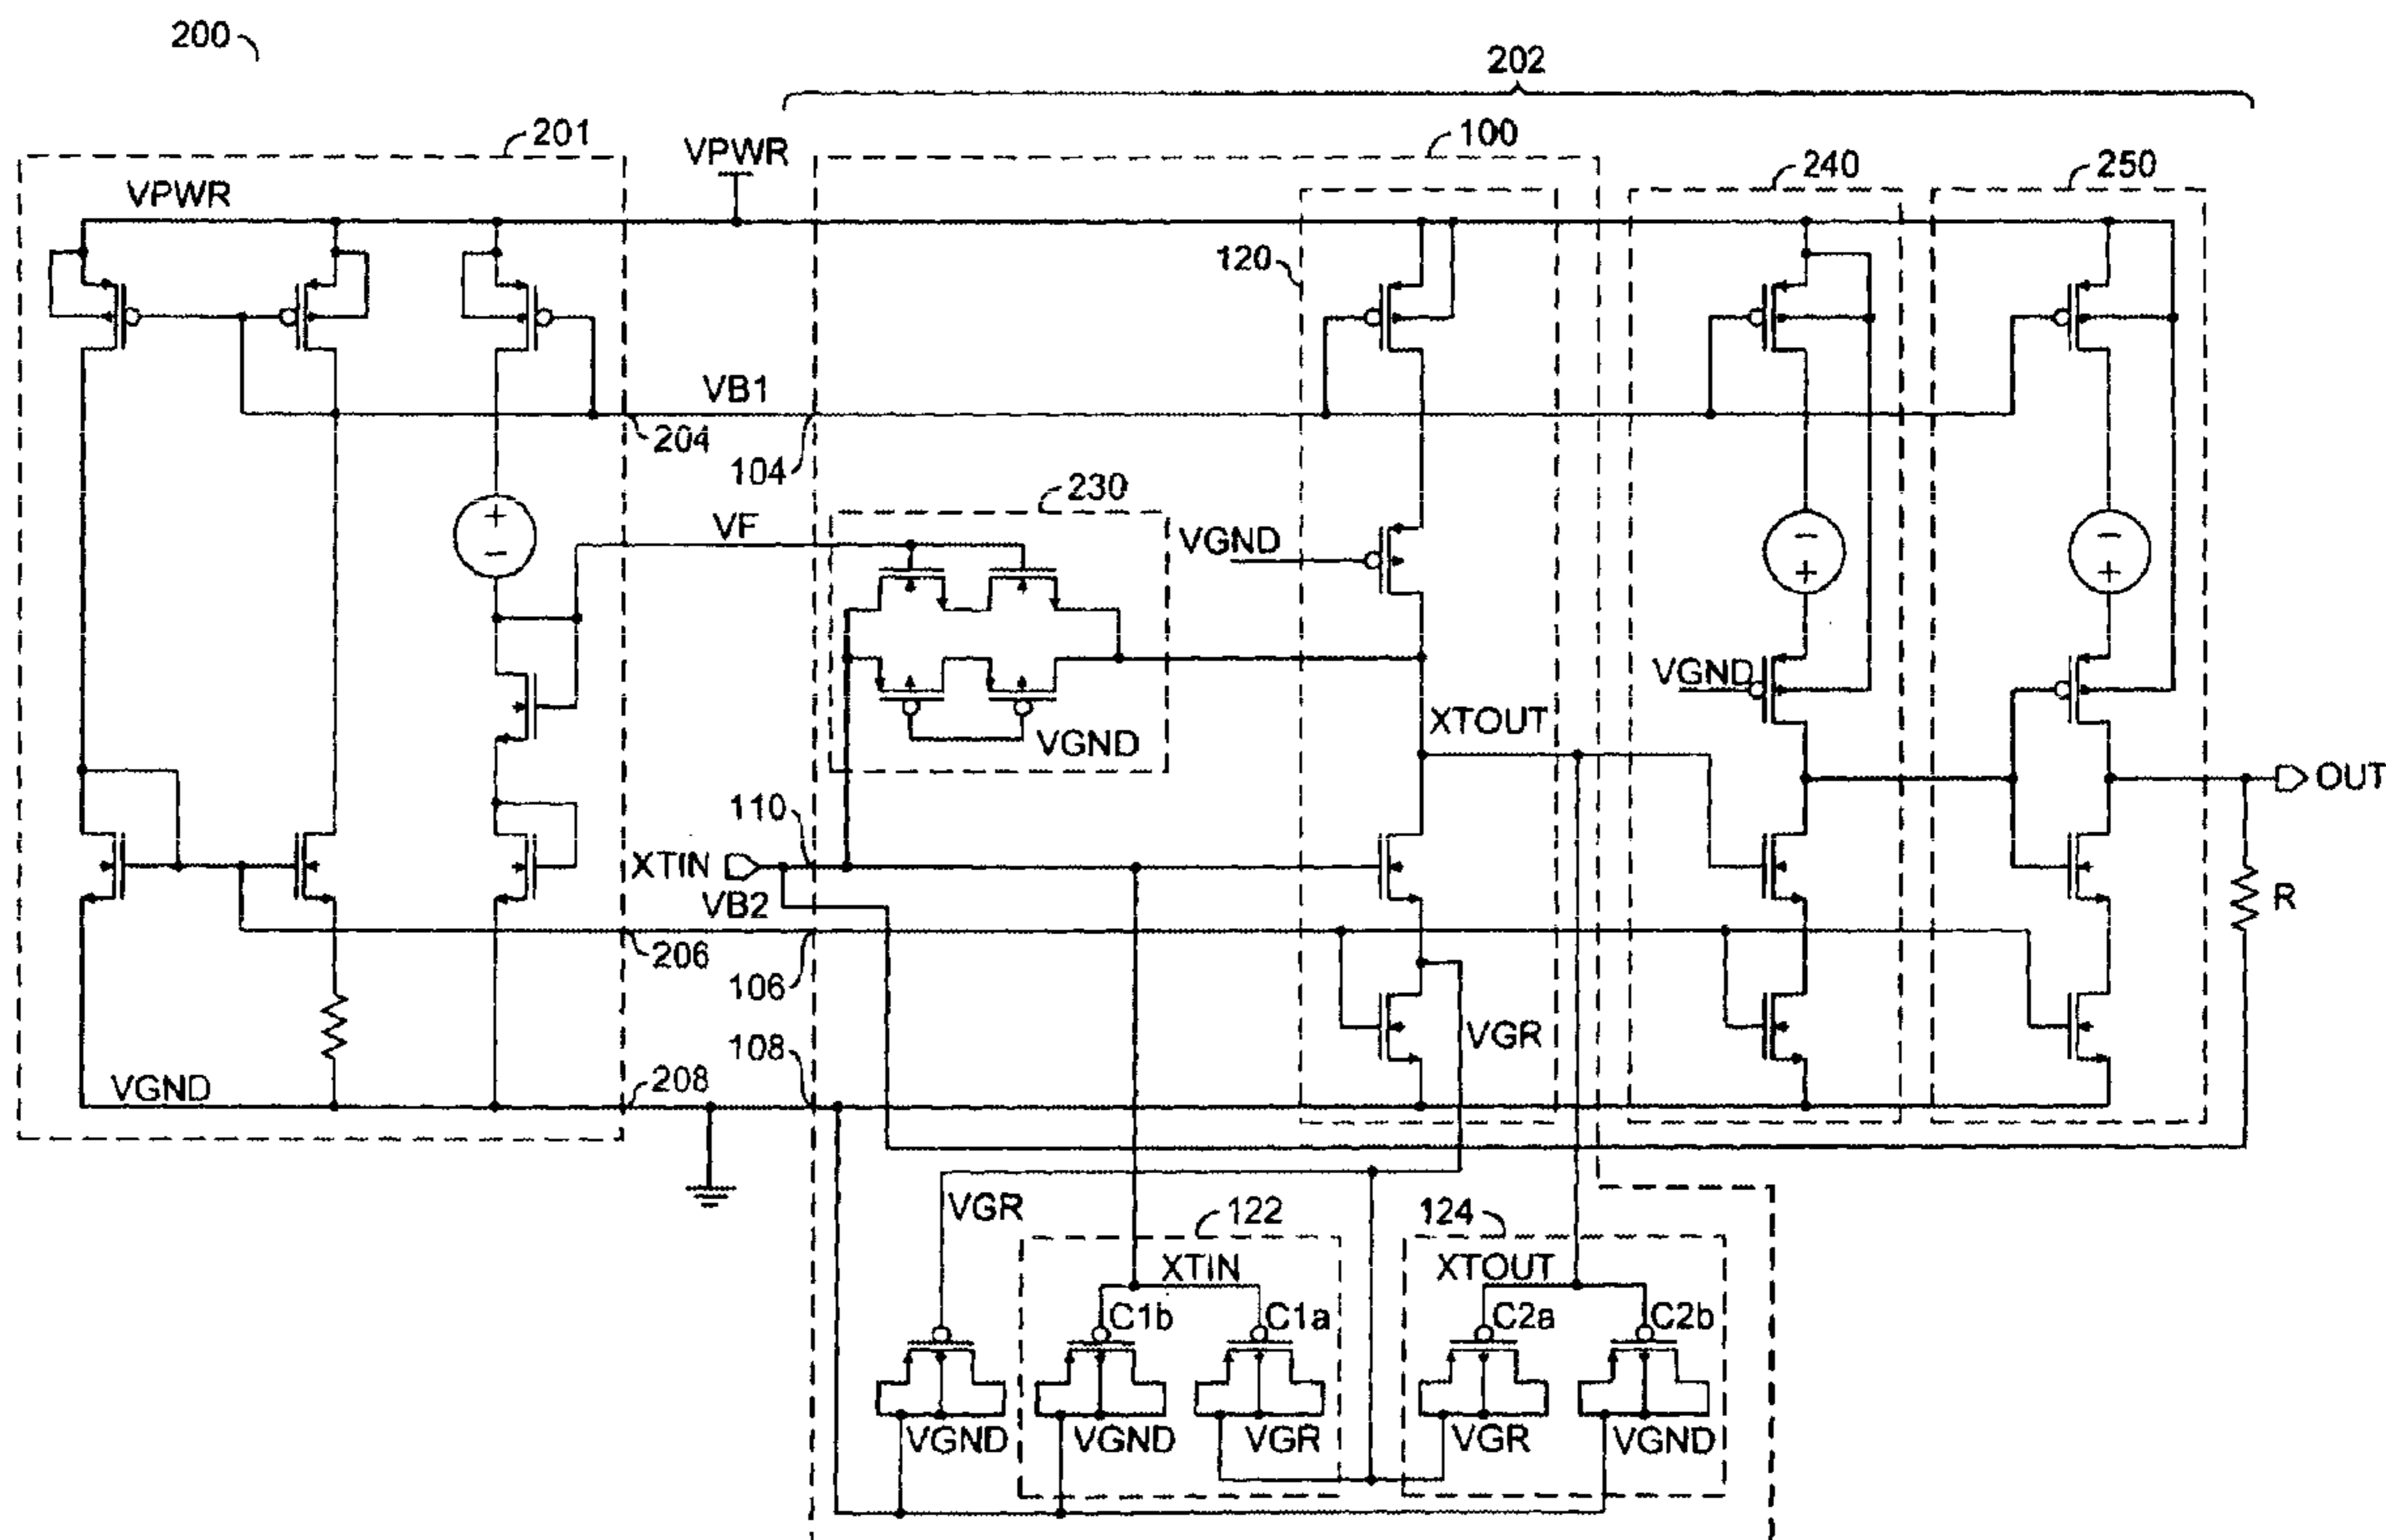 200
202
201
VPWR
100
240
250
VPWR
120
VB1
204
104
230
VF
VGND
VGND
XTOUT
VGND
110
OUT
XTIN
VB2
R
206
106
VGR
108
VGND
208
VGR
122
124
XTIN
XTOUT
C1b
C1a
C2a
C2b
VGND
VGND
VGR
VGR
VGND